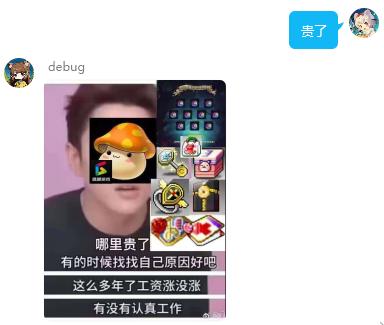 贵了
debug
哪里贵了
有的时候找找自己原因好吧
这么多年了工资涨没涨
有没有认真工作